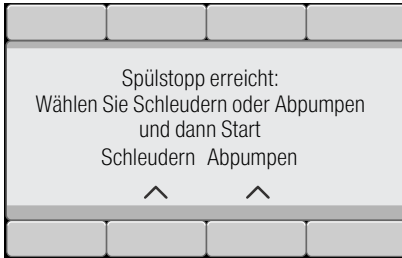 Spülstopp erreicht:
Wählen Sie Schleudern oder Abpumpen
und dann Start
Schleudern Abpumpen